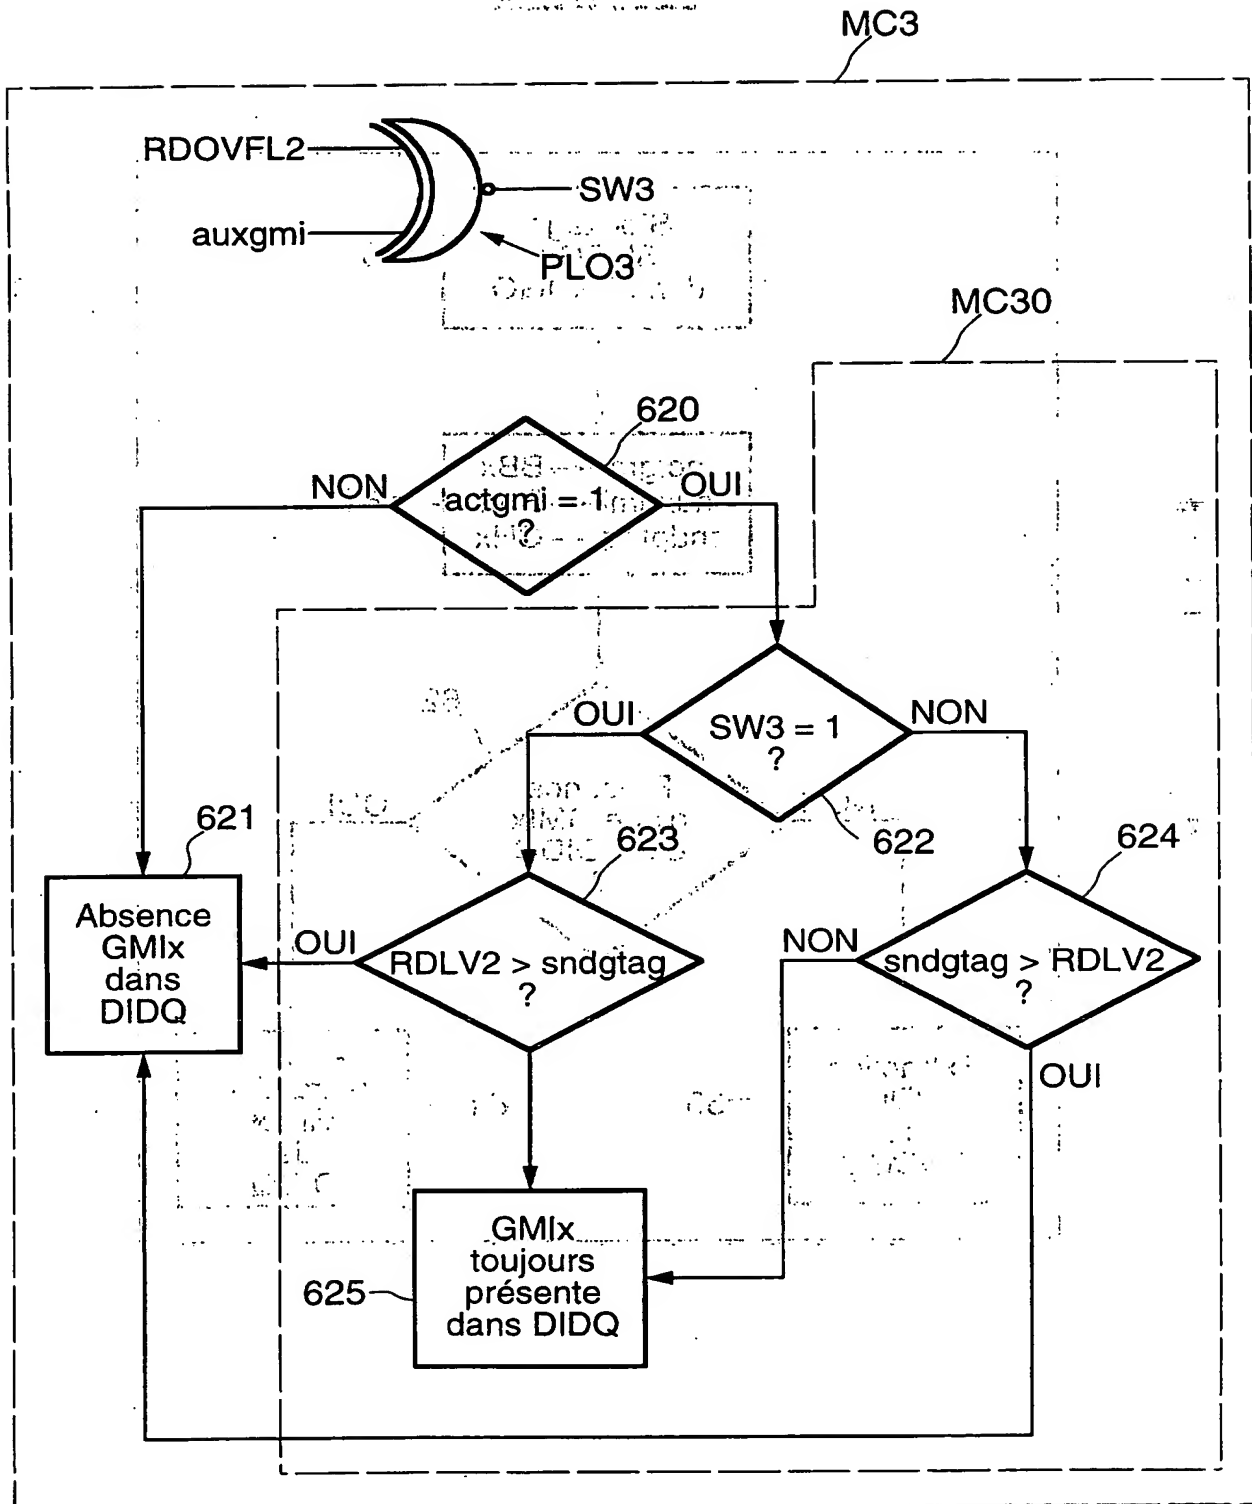 MC3
RDOVFL2
SW3
auxgmi
PLO3
MC30
620
NON
actgmi = 1
?
OUI
OUI
SW3 = 1
?
NON
622
621
623
624
Absence
GMIx
dans
DIDQ
OUI
RDLV2 > sndgtag
?
NON
sndgtag > RDLV2
?
OUI
625
GMIx
toujours
présente
dans DIDQ